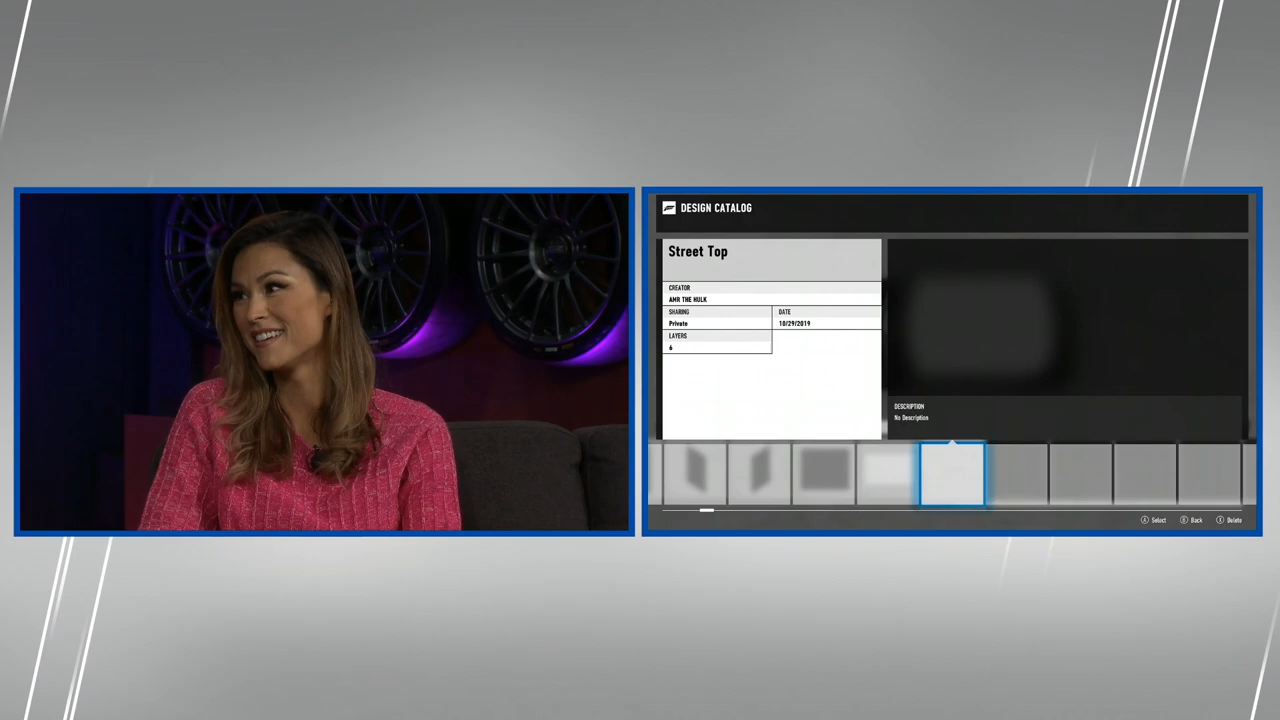 DESIGN CATALOG
Street Top
CREATOR
AMR THE HULK
SHARING
DATE
Private
10/29/2019
LAYERS
6
DESCRIPTION
No Description
A Select
B Back
X Delete